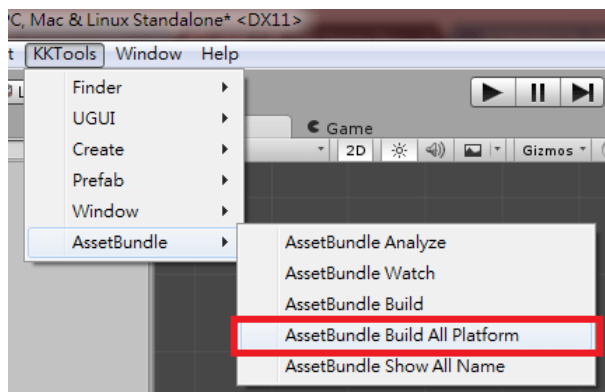 PC, Mac & Linux Standalone* <DX11>
t KKTools Window Help
Finder
UGUI
Create
Prefab
Window
AssetBundle
Game
2D
Gizmos
AssetBundle Analyze
AssetBundle Watch
AssetBundle Build
AssetBundle Build All Platform
AssetBundle Show All Name